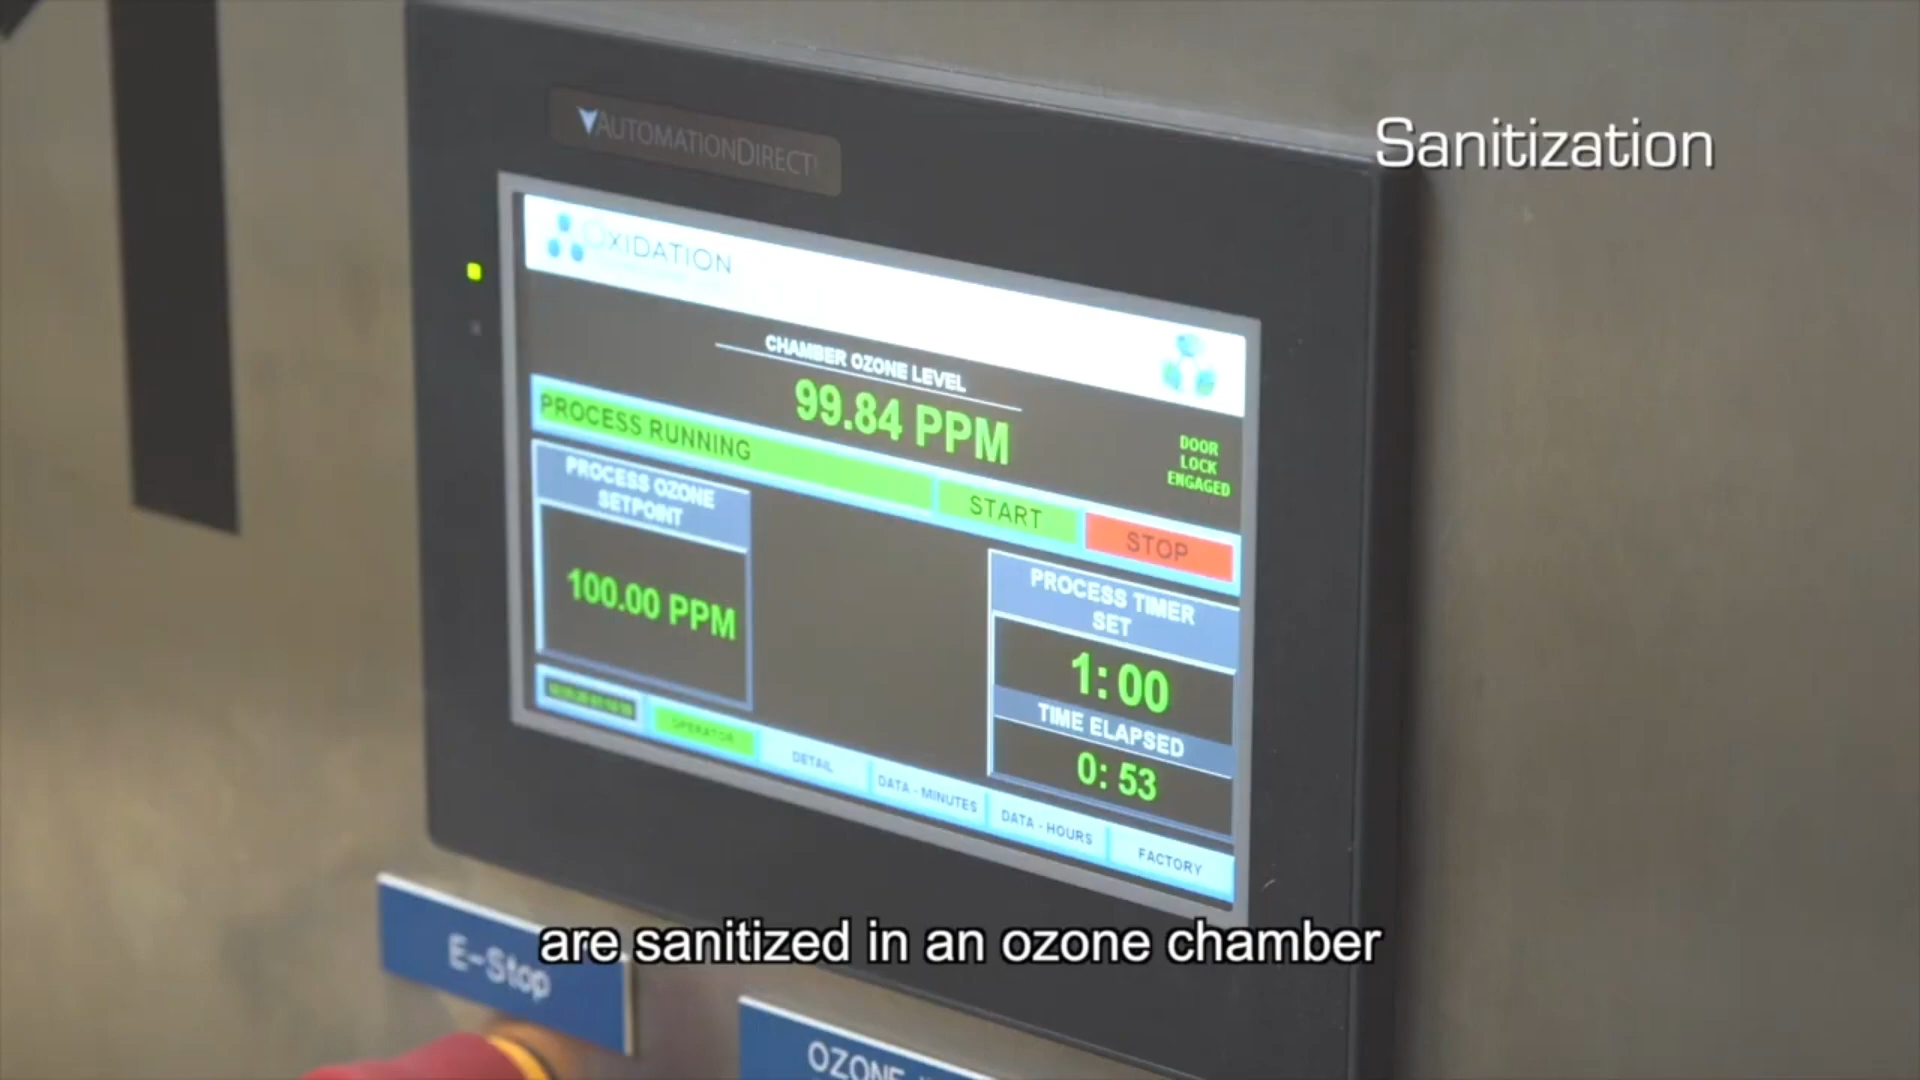 AUTOMATIONDIRECT
Sanitization
OXIDATION
CHAMBER OZONE LEVEL
99.84 PPM
DOOR
LOCK
ENGAGED
PROCESS RUNNING
START
STOP
PROCESS OZONE
SETPOINT
100.00 PPM
PROCESS TIMER
SET
1:00
TIME ELAPSED
0:53
OPERATOR
DETAIL
DATA - MINUTES
DATA - HOURS
FACTORY
E-Stop
are sanitized in an ozone chamber
OZONE